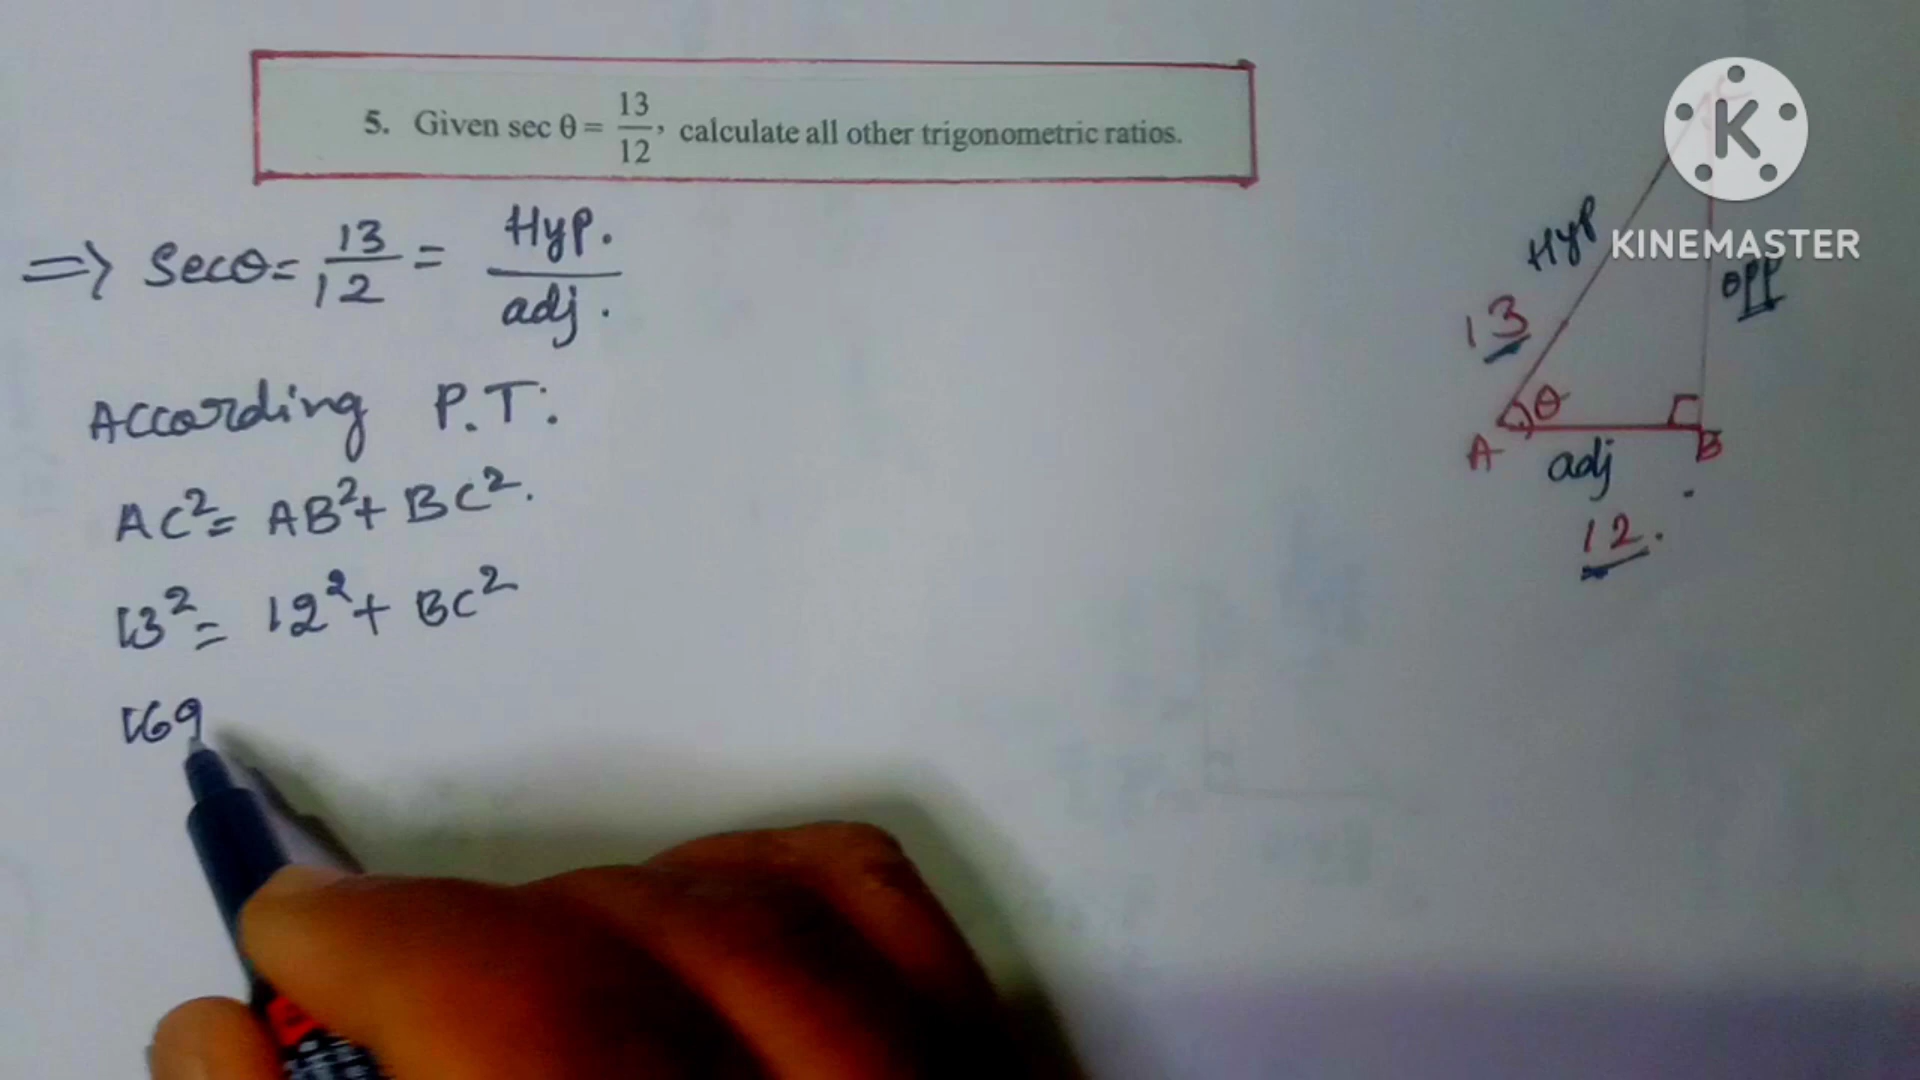 5. Given sec θ = 13/12, calculate all other trigonometric ratios.
⇒ Secθ = 13/12 = Hyp./adj.
According P.T:
AC² = AB² + BC².
13² = 12² + BC²
169
K
KINEMASTER
Hyp
opp
13
θ
A
B
adj
12.